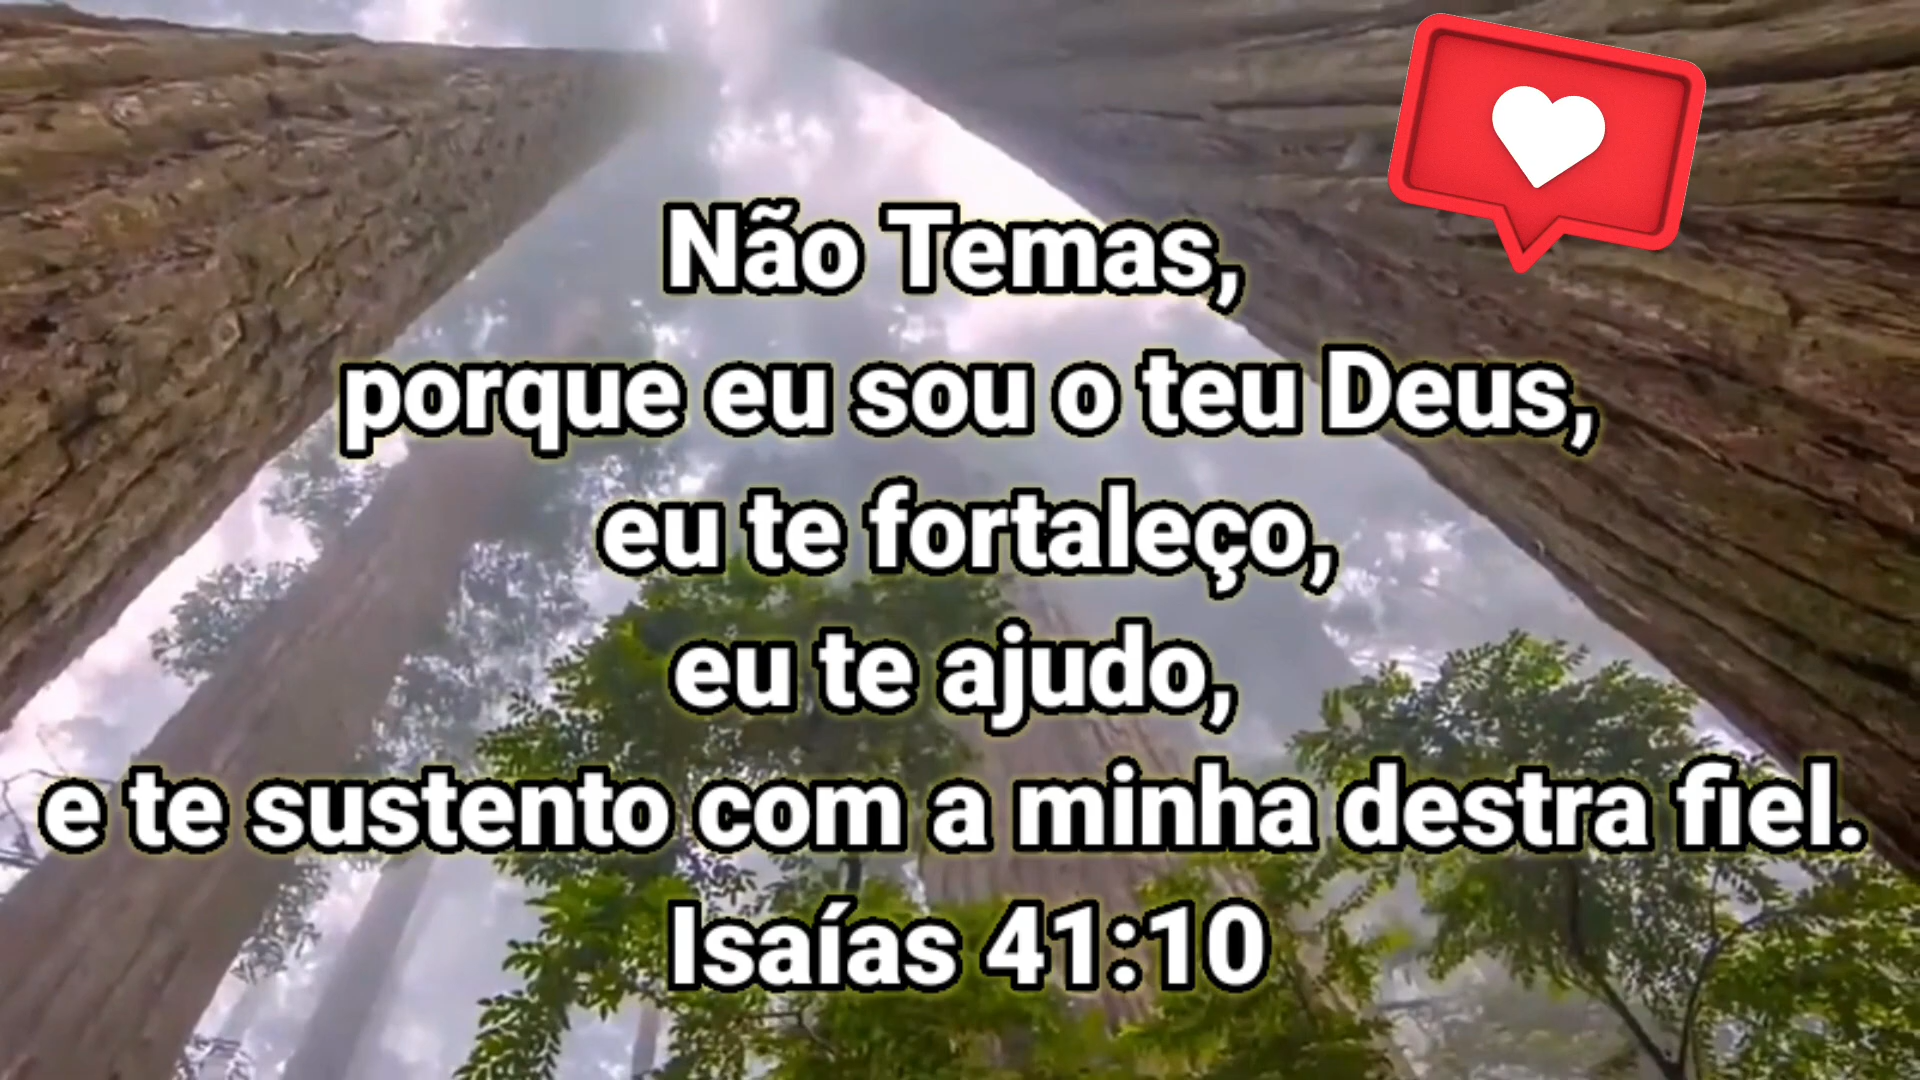 Não Temas,
porque eu sou o teu Deus,
eu te fortaleço,
eu te ajudo,
e te sustento com a minha destra fiel.
Isaías 41:10